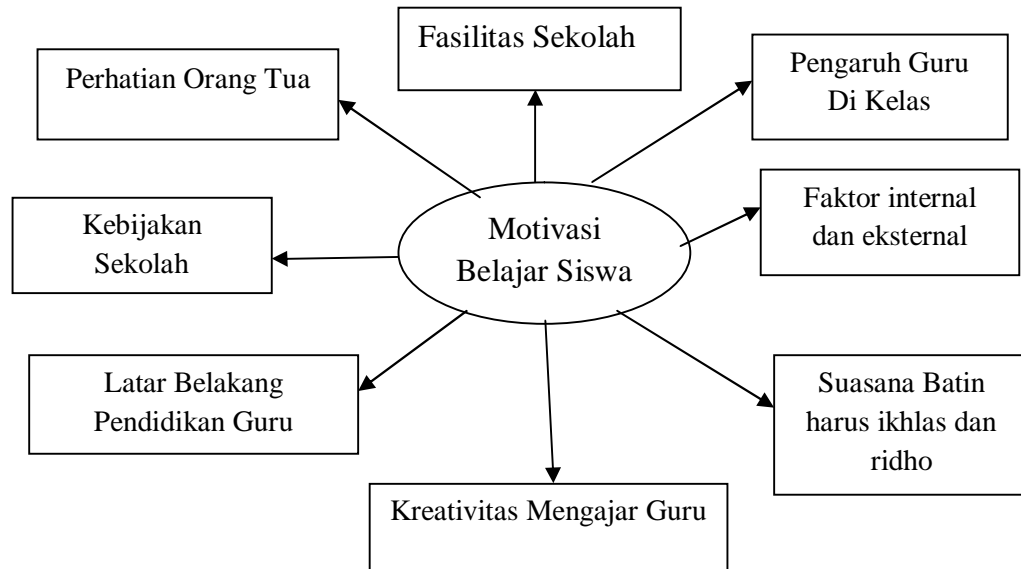 Fasilitas Sekolah
Perhatian Orang Tua
Pengaruh Guru
Di Kelas
Kebijakan
Sekolah
Motivasi
Belajar Siswa
Faktor internal
dan eksternal
Latar Belakang
Pendidikan Guru
Suasana Batin
harus ikhlas dan
ridho
Kreativitas Mengajar Guru